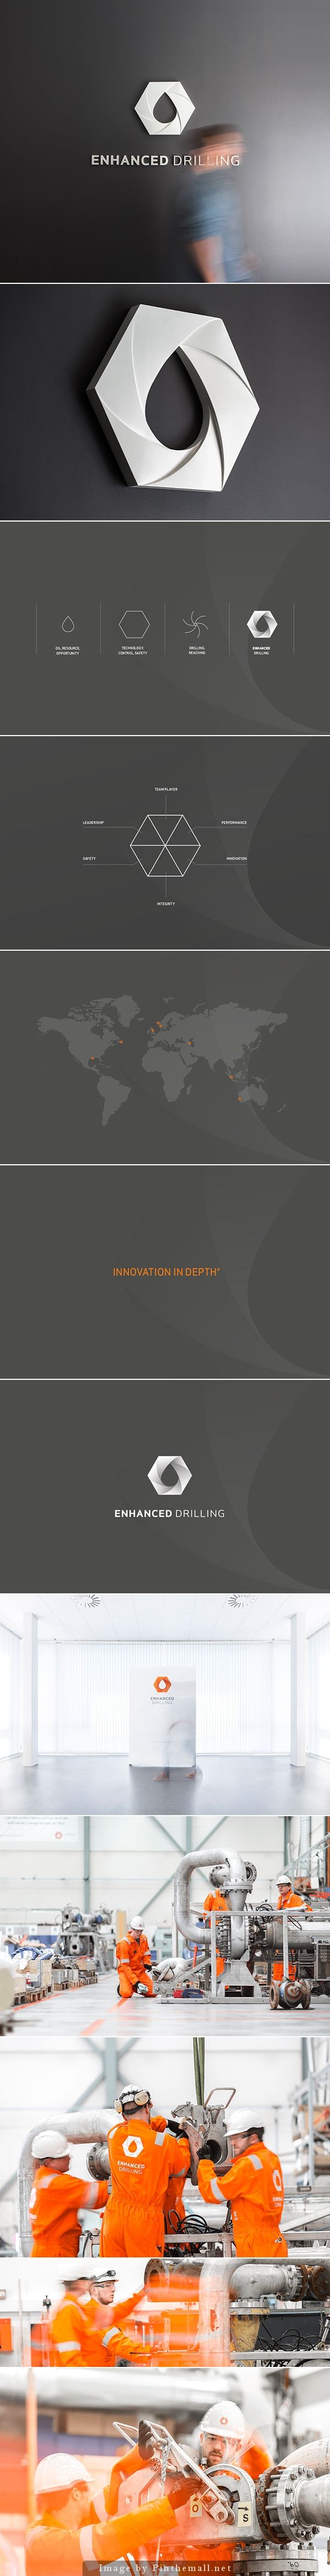 ENHANCED DRILLING
OIL, RESOURCE,
OPPORTUNITY
TECHNOLOGY,
CONTROL, SAFETY
DRILLING,
REACHING
ENHANCED
DRILLING
TEAM PLAYER
LEADERSHIP
PERFORMANCE
SAFETY
INNOVATION
INTEGRITY
INNOVATION IN DEPTH®
ENHANCED DRILLING
ENHANCED
DRILLING
ENHANCED
DRILLING
O
S
Image by Pinthemall.net